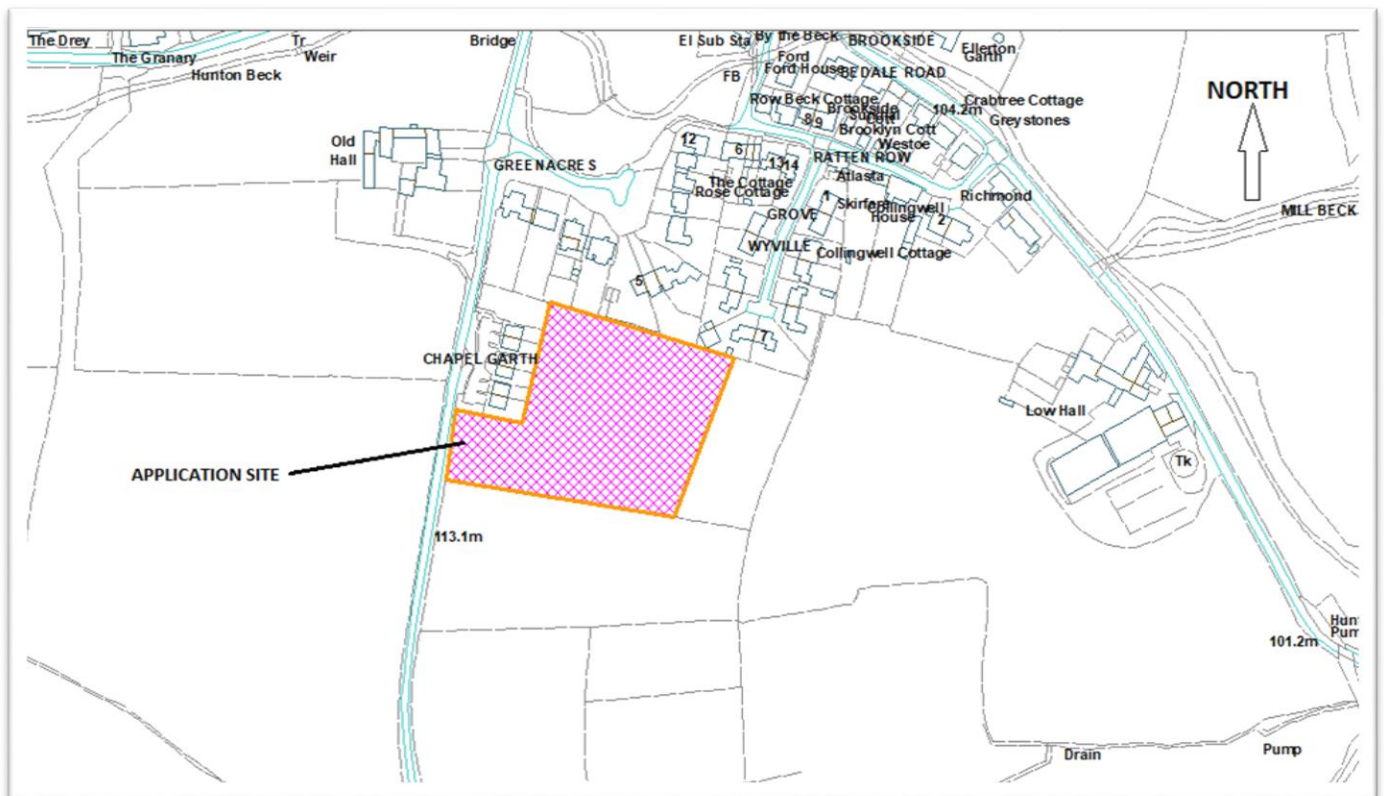 The Drey
Tr
Bridge
El Sub Sta
By the Beck
BROOKSIDE
The Granary
Weir
Ford
Ellerton
Garth
Hunton Beck
FB
Ford House
BEDALE ROAD
NORTH
Row Beck Cottage
104.2m
Crabtree Cottage
8
9
Brookside
Greystones
Sundial
Cott
Brooklyn Cott
Old
Hall
12
6
Westoe
GREENACRES
13
14
RATTEN ROW
The Cottage
Atlasta
Rose Cottage
1
Richmond
Collingwell
House
MILL BECK
GROVE
2
WYVILLE
Collingwell Cottage
5
7
CHAPEL GARTH
Low Hall
APPLICATION SITE
Tk
113.1m
101.2m
Drain
Pump